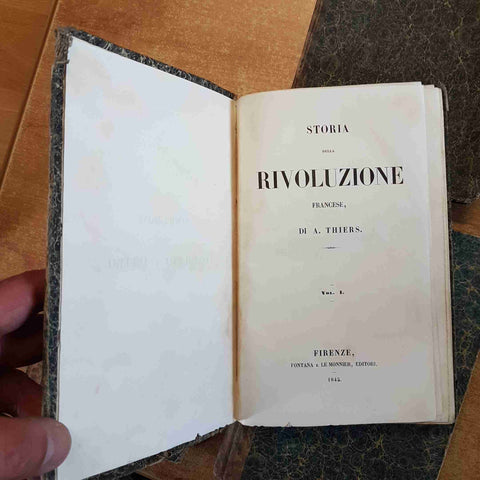 STORIA
DELLA
RIVOLUZIONE
FRANCESE,
DI A. THIERS.
VOL. I.
FIRENZE,
FONTANA E LE MONNIER, EDITORI.
1845.